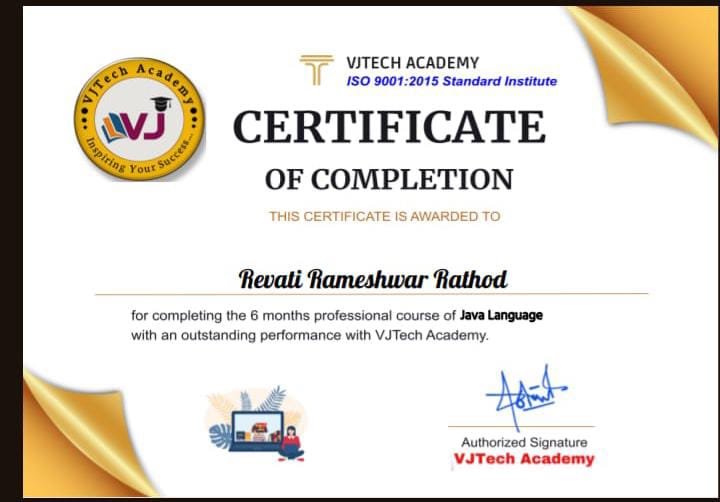 VJTech Academy
VJ
Inspiring Your Success...
VJTECH ACADEMY
ISO 9001:2015 Standard Institute
CERTIFICATE
OF COMPLETION
THIS CERTIFICATE IS AWARDED TO
Revati Rameshwar Rathod
for completing the 6 months professional course of Java Language
with an outstanding performance with VJTech Academy.
Authorized Signature
VJTech Academy